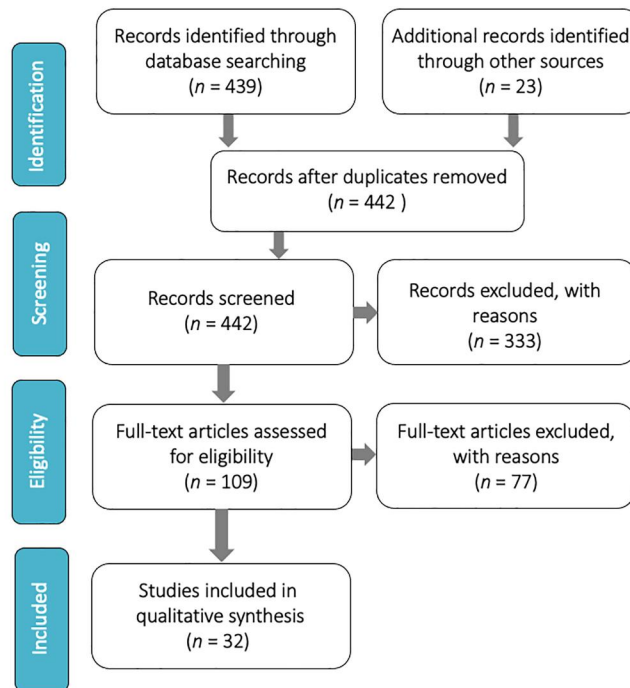 Identification
Records identified through
database searching
(n = 439)
Additional records identified
through other sources
(n = 23)
Records after duplicates removed
(n = 442 )
Screening
Records screened
(n = 442)
Records excluded, with
reasons
(n = 333)
Eligibility
Full-text articles assessed
for eligibility
(n = 109)
Full-text articles excluded,
with reasons
(n = 77)
Included
Studies included in
qualitative synthesis
(n = 32)